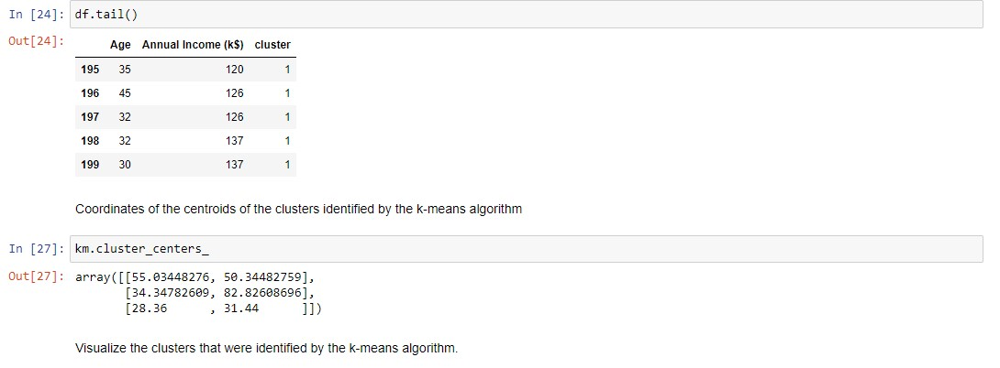 In [24]: df.tail()
Out[24]:
Age Annual Income (k$) cluster
195 35 120 1
196 45 126 1
197 32 126 1
198 32 137 1
199 30 137 1
Coordinates of the centroids of the clusters identified by the k-means algorithm
In [27]: km.cluster_centers_
Out[27]: array([[55.03448276, 50.34482759],
[34.34782609, 82.82608696],
[28.36      , 31.44      ]])
Visualize the clusters that were identified by the k-means algorithm.